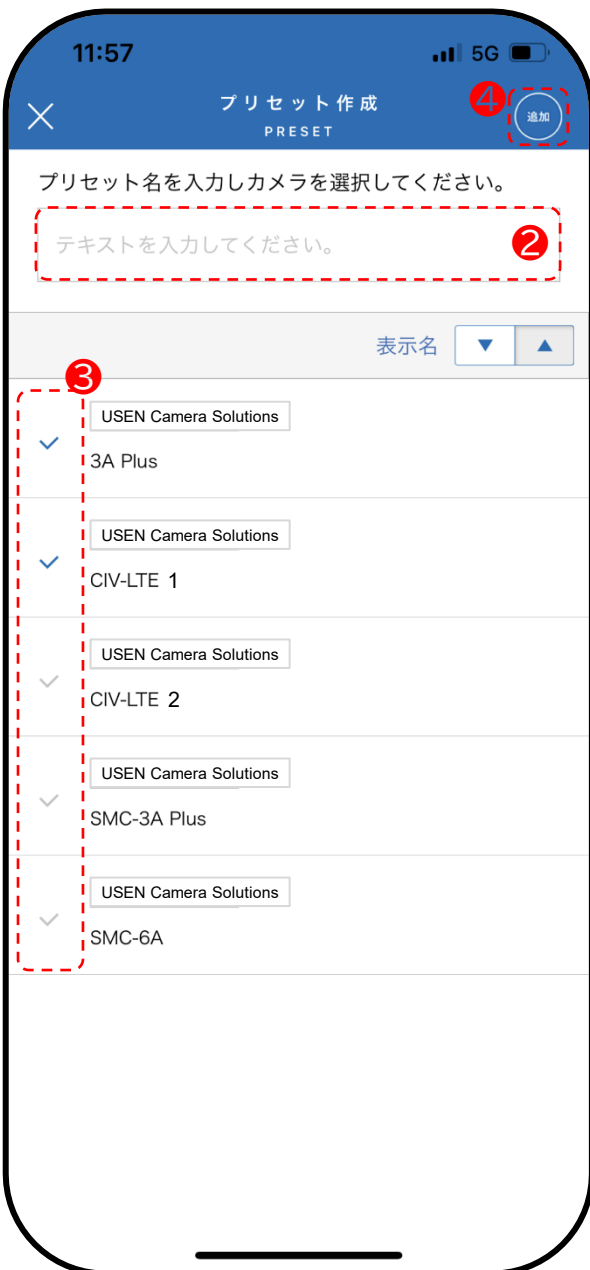 11:57 5G
プリセット作成 ④ 追加
PRESET
プリセット名を入力しカメラを選択してください。
テキストを入力してください。 ②
表示名 ▼ ▲
③
USEN Camera Solutions
3A Plus
USEN Camera Solutions
CIV-LTE 1
USEN Camera Solutions
CIV-LTE 2
USEN Camera Solutions
SMC-3A Plus
USEN Camera Solutions
SMC-6A